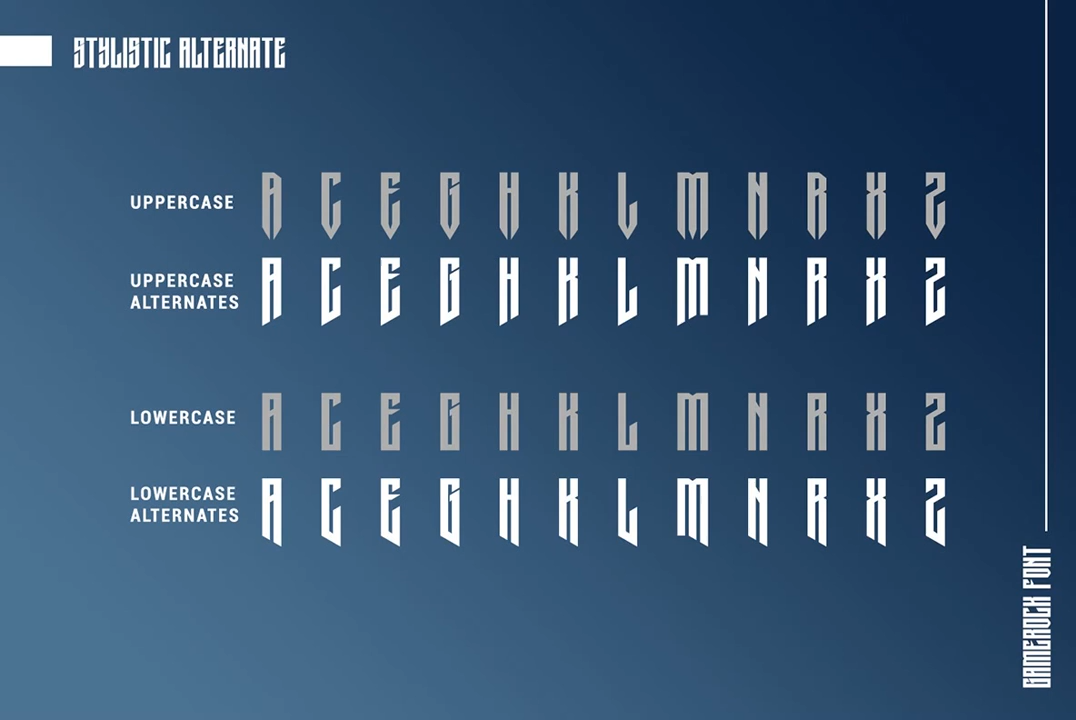 STYLISTIC ALTERNATE
UPPERCASE
A C E G H K L M N R X Z
UPPERCASE
ALTERNATES
A C E G H K L M N R X Z
LOWERCASE
A C E G H K L M N R X Z
LOWERCASE
ALTERNATES
A C E G H K L M N R X Z
GAMEROCK FONT